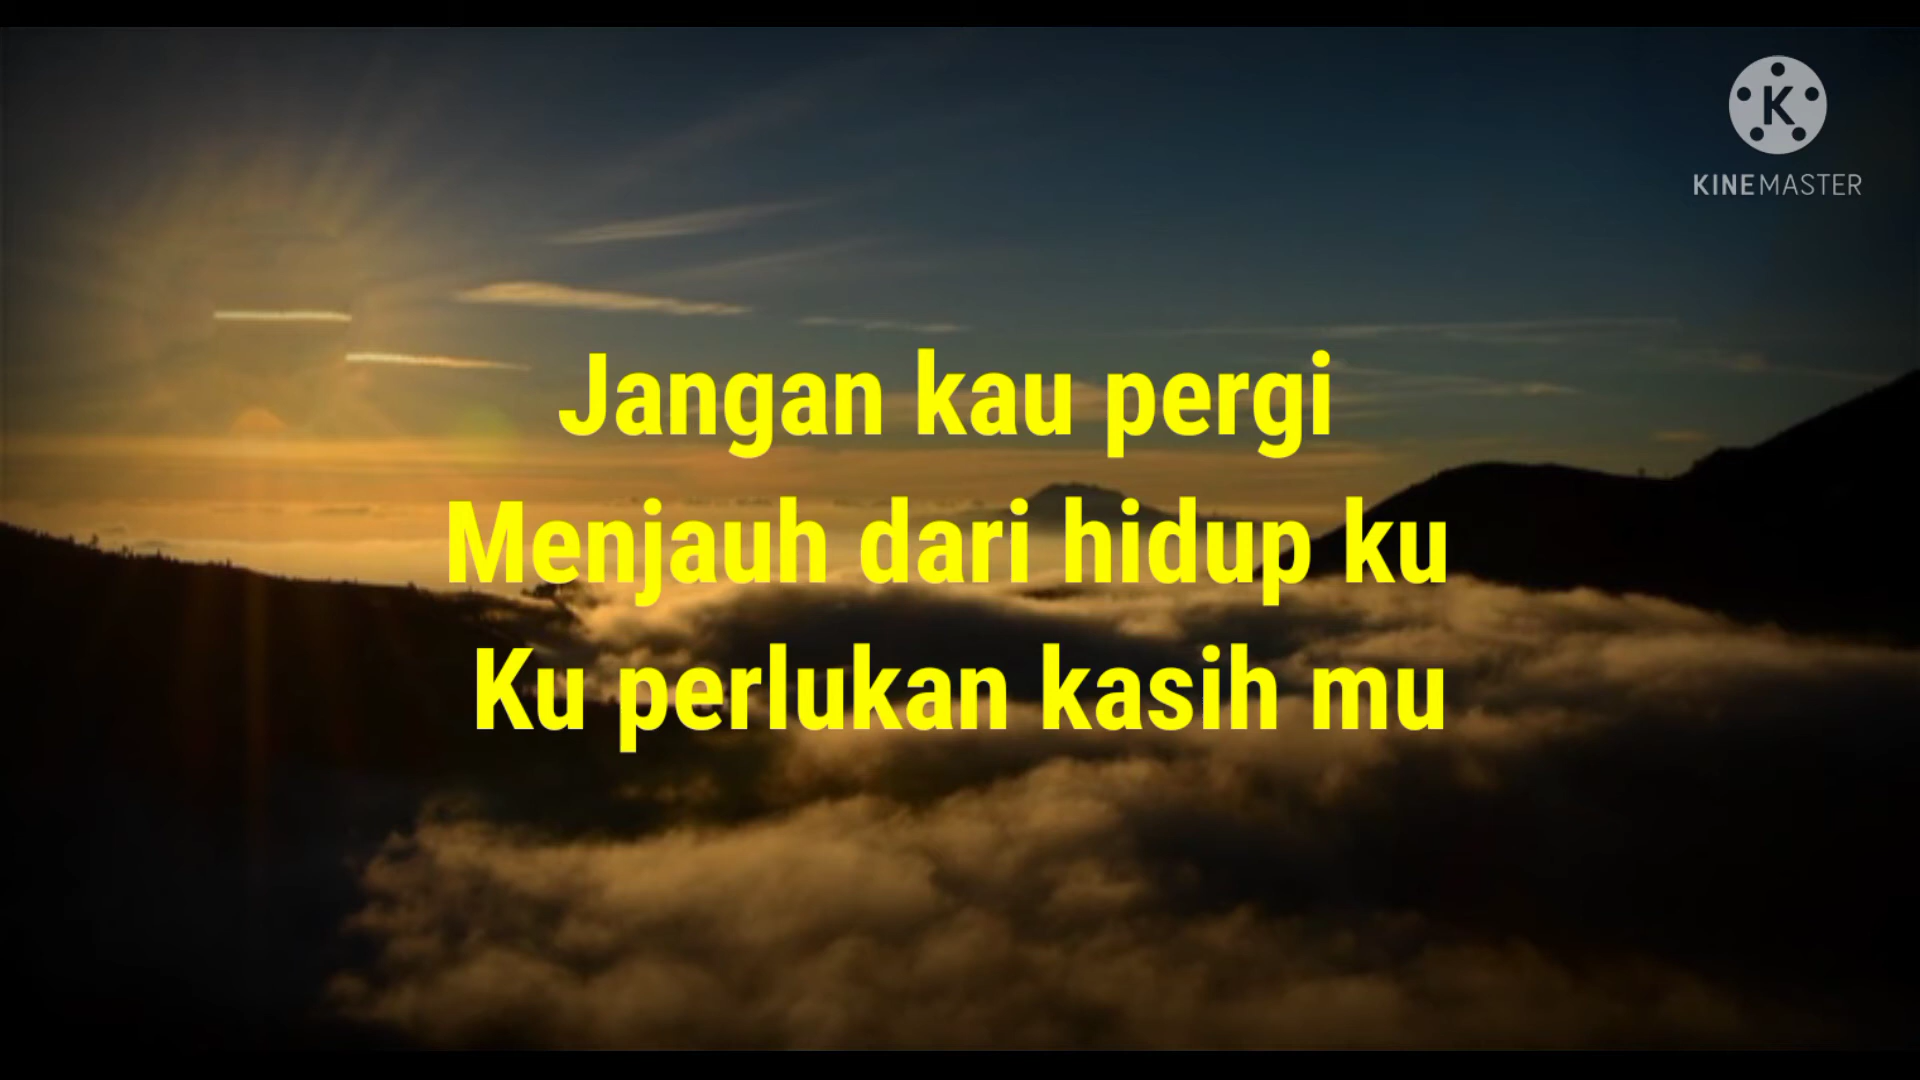 K
KINEMASTER
Jangan kau pergi
Menjauh dari hidup ku
Ku perlukan kasih mu